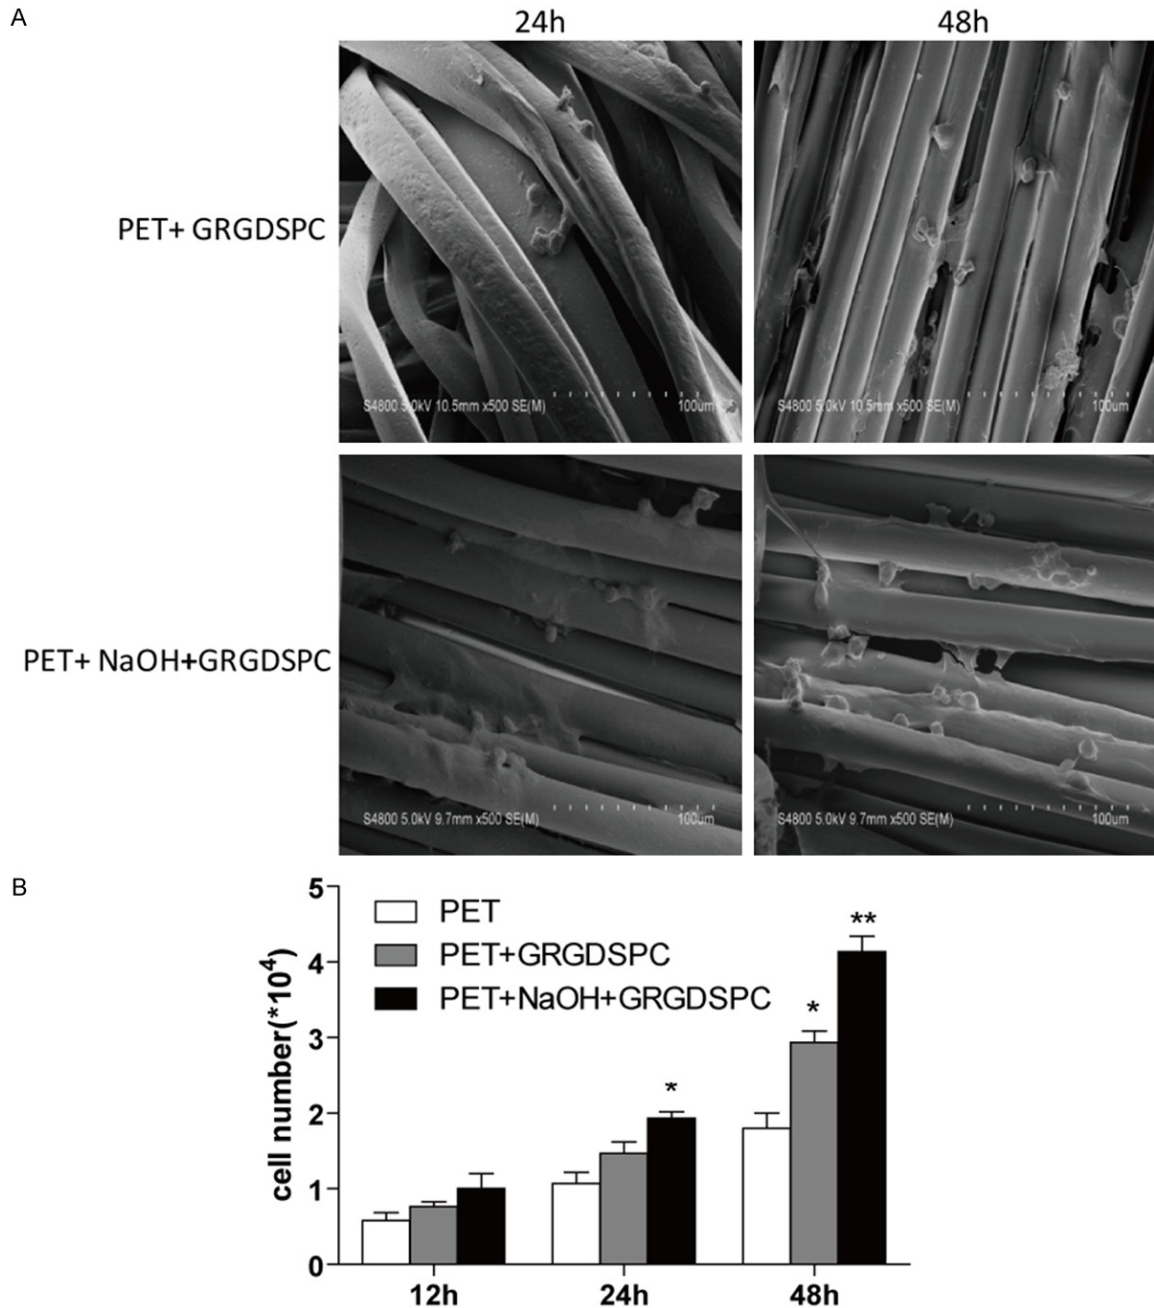 A
24h
48h
PET+ GRGDSPC
S4800 5.0kV 10.5mm x500 SE(M)
100um
S4800 5.0kV 10.5mm x500 SE(M)
100um
PET+ NaOH+GRGDSPC
S4800 5.0kV 9.7mm x500 SE(M)
100um
S4800 5.0kV 9.7mm x500 SE(M)
100um
B
cell number(*10^4)
5
4
3
2
1
0
PET
PET+GRGDSPC
PET+NaOH+GRGDSPC
*
*
**
12h
24h
48h